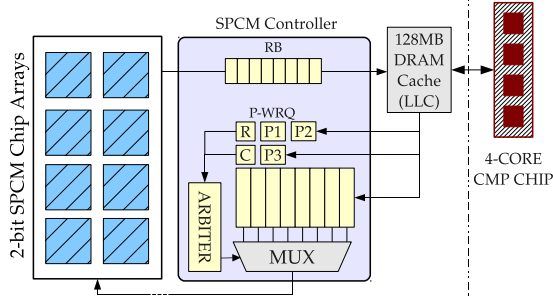 SPCM Controller
2-bit SPCM Chip Arrays
RB
128MB
DRAM
Cache
(LLC)
P-WRQ
R P1 P2
C P3
ARBITER
MUX
4-CORE
CMP CHIP